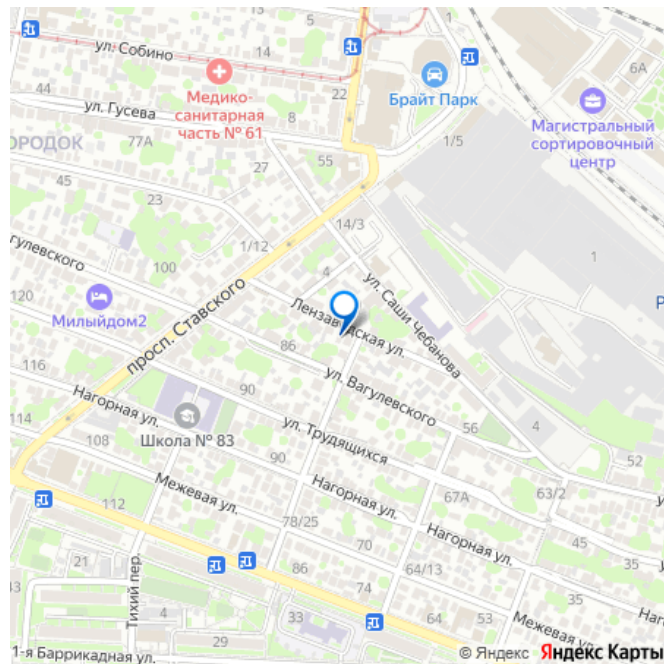 5
1
ул. Собино
14
6А
44
Медико-
санитарная
часть № 61
22
Брайт Парк
ул. Гусева
8
Магистральный
сортировочный
центр
ОРОДОК
77А
1/5
55
45
27
23
14/3
1/12
1
гулевского
100
4
ул. Саши Чебанова
120
Милыйдом2
просп. Ставского
Лензаводская ул.
Р
86
116
ул. Вагулевского
90
114
Нагорная ул.
Школа № 83
ул. Трудящихся
56
4
108
90
52
Межевая ул.
Нагорная ул.
67А
63/2
у
112
78/25
Нагорная ул.
45
70
35
21
86
64/13
Тихий пер.
4
74
35
33
64
53
Межевая ул.
29
1-я Баррикадная ул.
© Яндекс Яндекс Карты